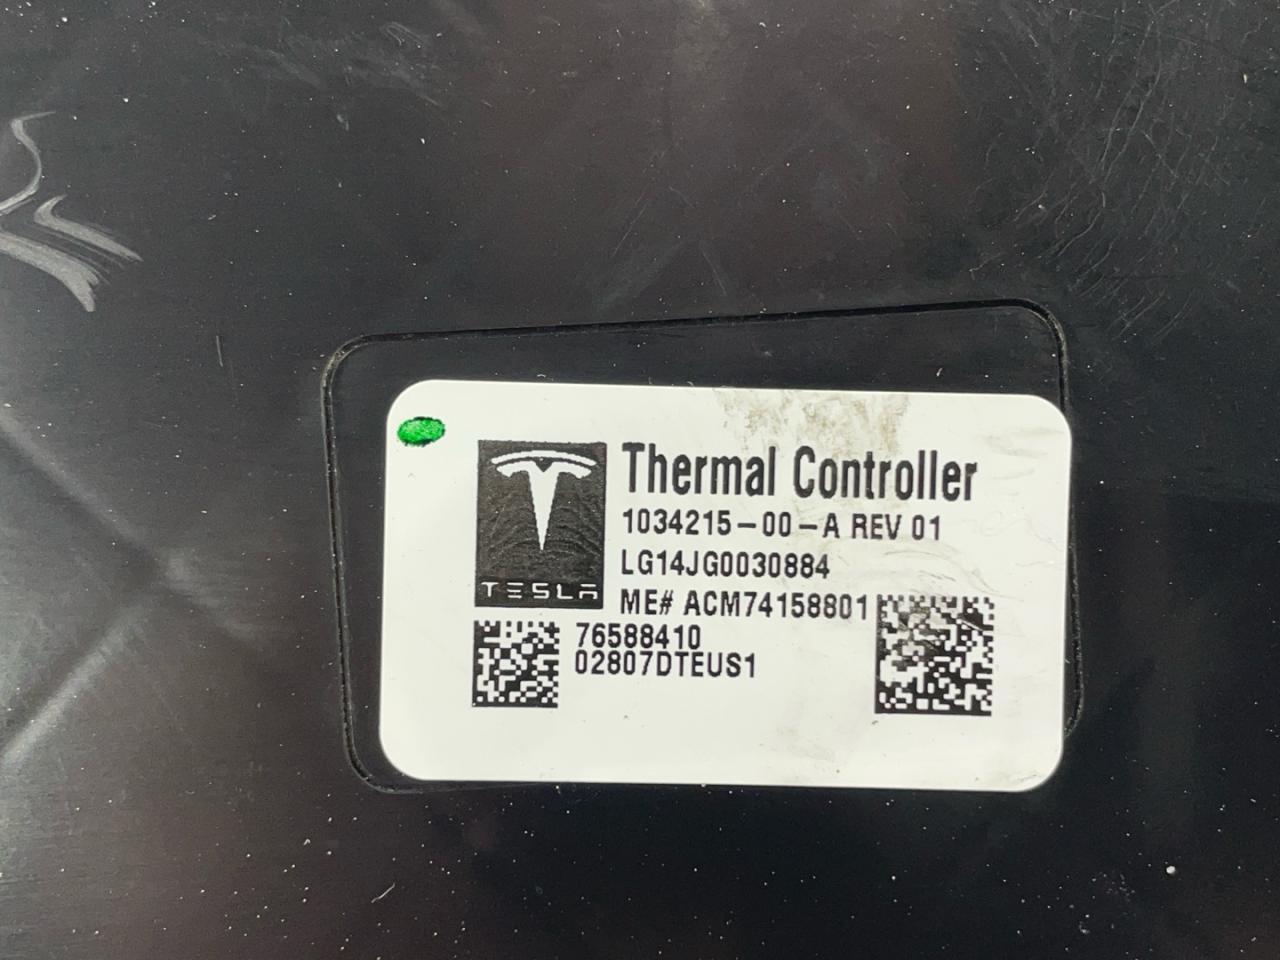 Thermal Controller
1034215-00-A REV 01
LG14JG0030884
TESLA
ME# ACM74158801
76588410
02807DTEUS1